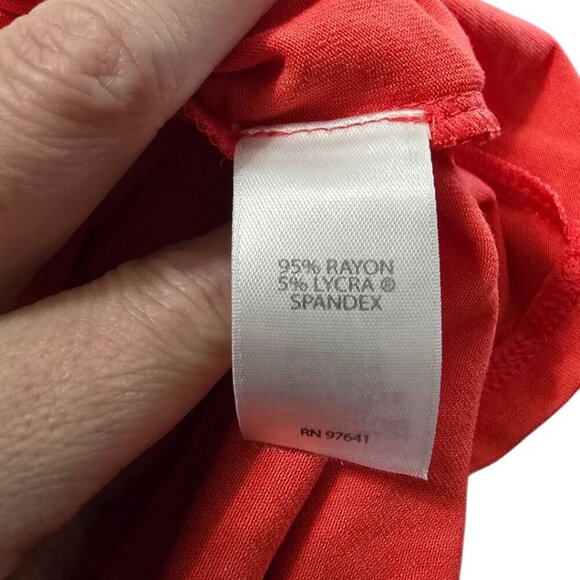 95% RAYON
5% LYCRA ®
SPANDEX
RN 97641